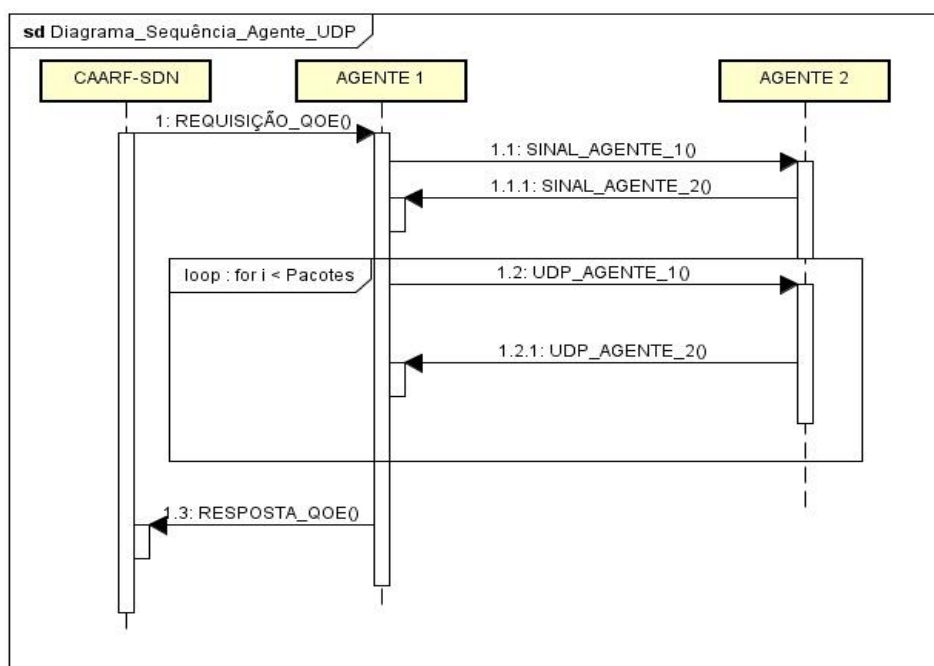 sd Diagrama_Sequência_Agente_UDP
CAARF-SDN
AGENTE 1
AGENTE 2
1: REQUISIÇÃO_QOE()
1.1: SINAL_AGENTE_1()
1.1.1: SINAL_AGENTE_2()
loop : for i < Pacotes
1.2: UDP_AGENTE_1()
1.2.1: UDP_AGENTE_2()
1.3: RESPOSTA_QOE()